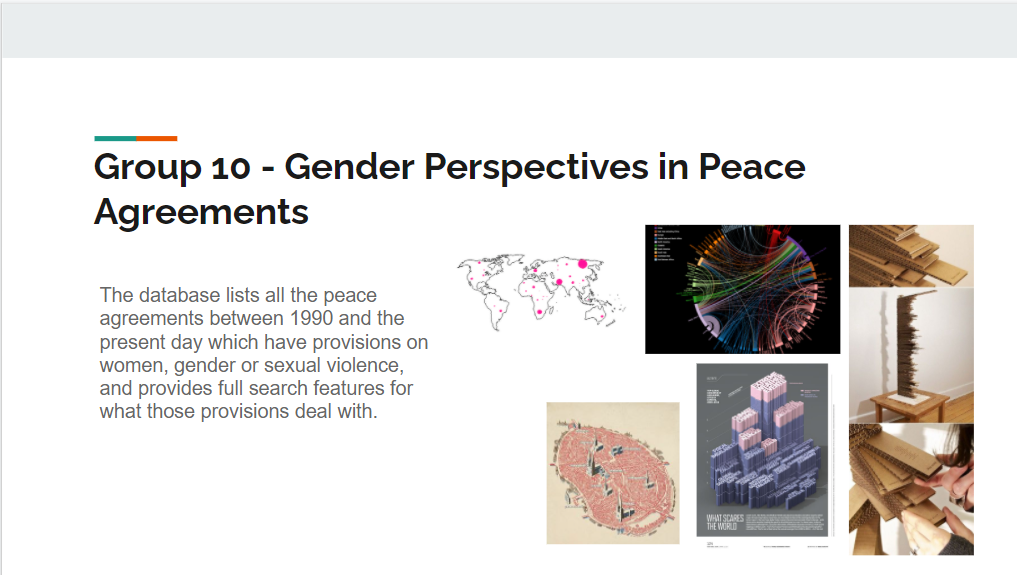 Group 10 - Gender Perspectives in Peace
Agreements
The database lists all the peace
agreements between 1990 and the
present day which have provisions on
women, gender or sexual violence,
and provides full search features for
what those provisions deal with.
WHAT SCARES
THE WORLD